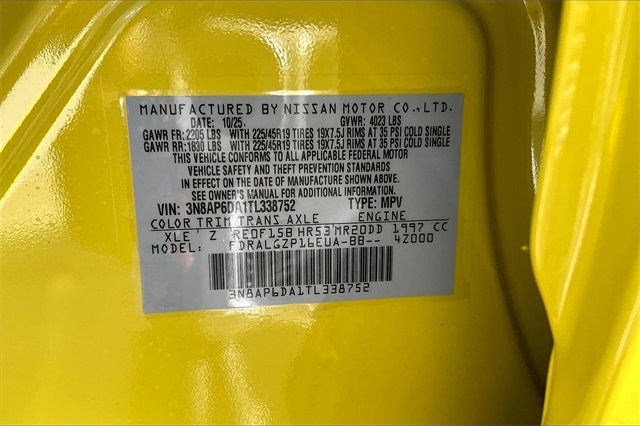 MANUFACTURED BY NISSAN MOTOR CO.,LTD.
DATE: 10/25. GVWR: 4023 LBS
GAWR FR: 2205 LBS WITH 225/45R19 TIRES 19X7.5J RIMS AT 35 PSI COLD SINGLE
GAWR RR: 1830 LBS WITH 225/45R19 TIRES 19X7.5J RIMS AT 35 PSI COLD SINGLE
THIS VEHICLE CONFORMS TO ALL APPLICABLE FEDERAL MOTOR
VEHICLE SAFETY AND THEFT PREVENTION STANDARDS
IN EFFECT ON THE DATE OF MANUFACTURE SHOWN ABOVE.
SEE OWNER'S MANUAL FOR ADDITIONAL INFORMATION.
VIN: 3N8AP6DA1TL338752 TYPE: MPV
COLOR TRIM TRANS AXLE ENGINE
XLE' Z RE0F15B HR53 MR20DD 1997 CC
MODEL: FDRALGZP16EUA-BB-- 4Z000
3N8AP6DA1TL338752